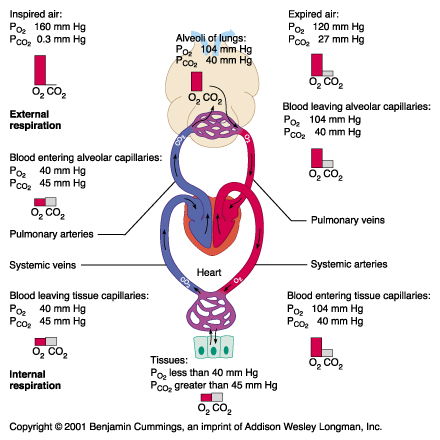 Inspired air:
PO2 160 mm Hg
PCO2 0.3 mm Hg
O2 CO2
External
respiration
Alveoli of lungs:
PO2 104 mm Hg
PCO2 40 mm Hg
O2 CO2
Expired air:
PO2 120 mm Hg
PCO2 27 mm Hg
O2 CO2
Blood entering alveolar capillaries:
PO2 40 mm Hg
PCO2 45 mm Hg
O2 CO2
Blood leaving alveolar capillaries:
PO2 104 mm Hg
PCO2 40 mm Hg
O2 CO2
CO2
O2
Pulmonary arteries
Pulmonary veins
Systemic veins
Heart
Systemic arteries
CO2
O2
Blood leaving tissue capillaries:
PO2 40 mm Hg
PCO2 45 mm Hg
O2 CO2
Internal
respiration
Blood entering tissue capillaries:
PO2 104 mm Hg
PCO2 40 mm Hg
O2 CO2
Tissues:
PO2 less than 40 mm Hg
PCO2 greater than 45 mm Hg
O2 CO2
Copyright © 2001 Benjamin Cummings, an imprint of Addison Wesley Longman, Inc.